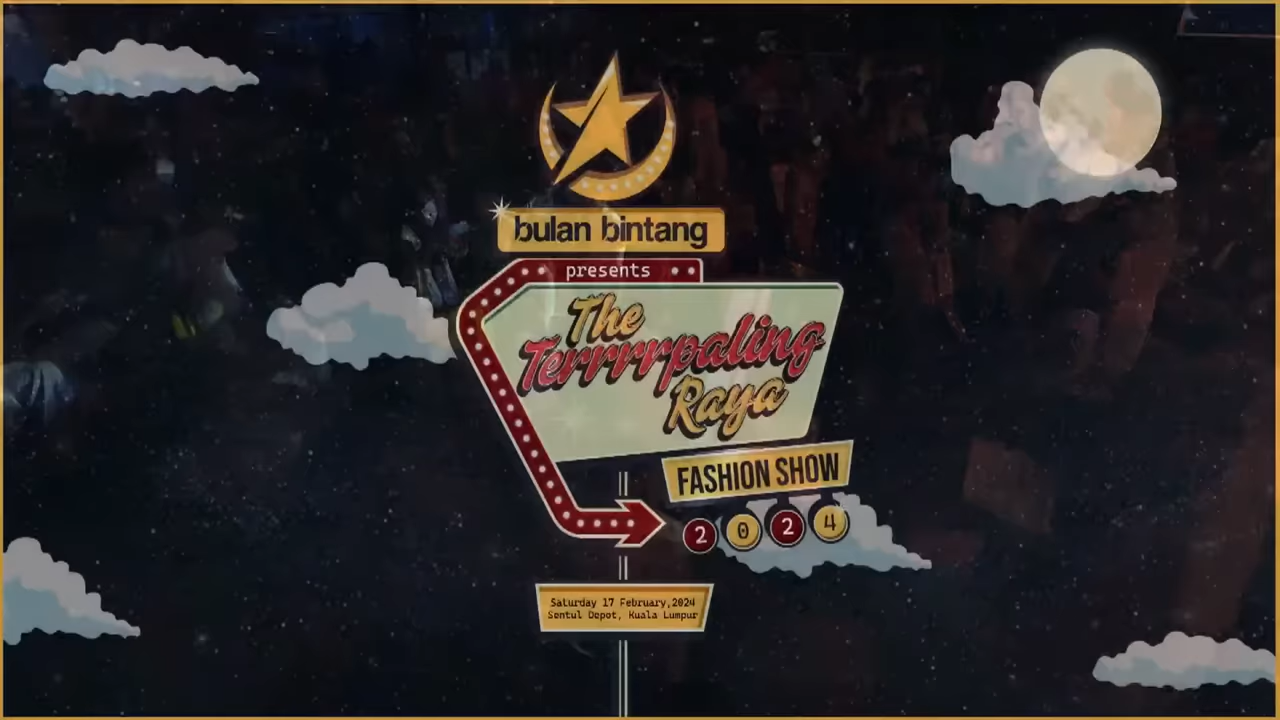 bulan bintang
presents
The
Terrrrpaling
Raya
FASHION SHOW
2024
Saturday 17 February,2024
Sentul Depot, Kuala Lumpur